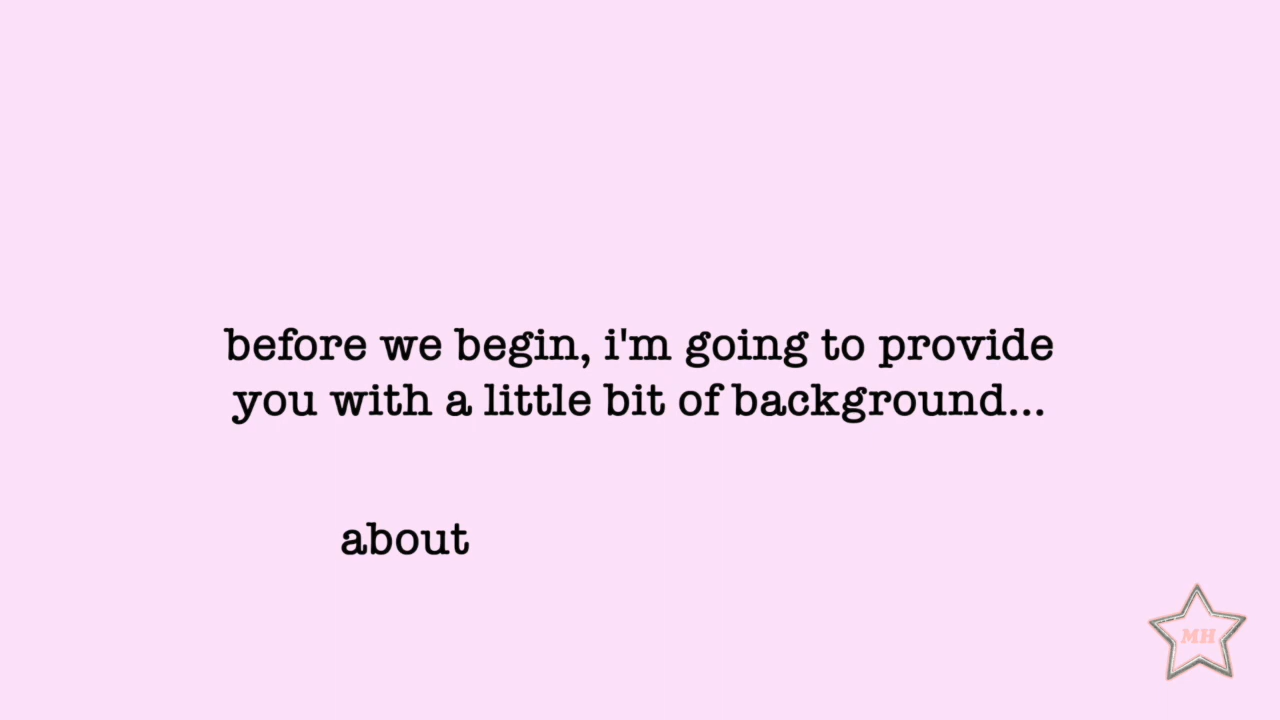 before we begin, i'm going to provide
you with a little bit of background...
about
MH